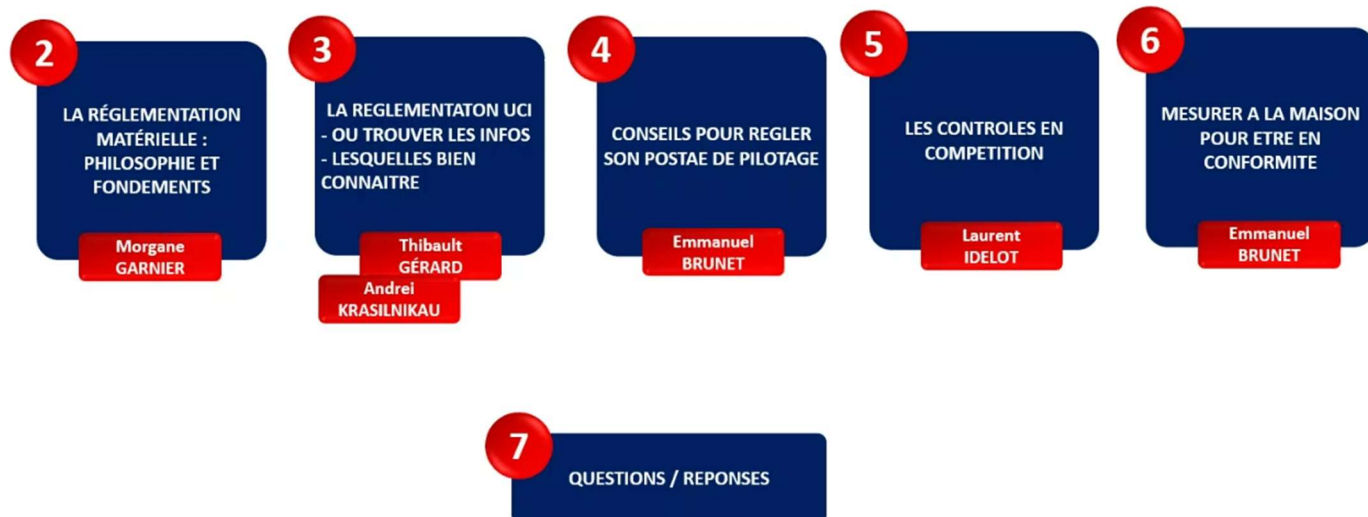 2
LA RÉGLEMENTATION
MATÉRIELLE :
PHILOSOPHIE ET
FONDEMENTS
Morgane
GARNIER
3
LA REGLEMENTATON UCI
- OU TROUVER LES INFOS
- LESQUELLES BIEN
CONNAITRE
Thibault
GÉRARD
Andrei
KRASILNIKAU
4
CONSEILS POUR REGLER
SON POSTAE DE PILOTAGE
Emmanuel
BRUNET
5
LES CONTROLES EN
COMPETITION
Laurent
IDELOT
6
MESURER A LA MAISON
POUR ETRE EN
CONFORMITE
Emmanuel
BRUNET
7
QUESTIONS / REPONSES